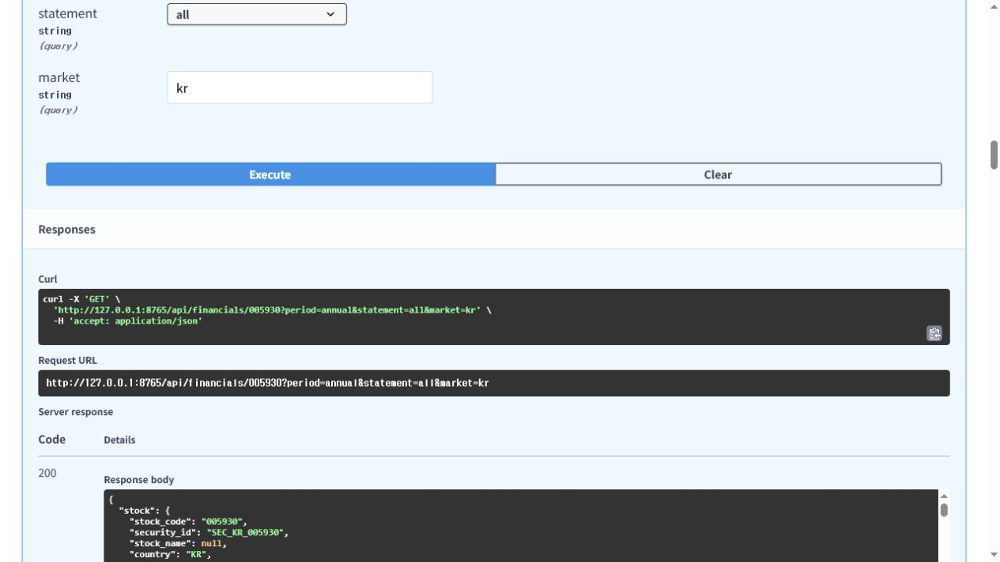 statement
string
(query)
all
market
string
(query)
kr
Execute
Clear
Responses
Curl
curl -X 'GET' \
'http://127.0.0.1:8765/api/financials/005930?period=annual&statement=all&market=kr' \
-H 'accept: application/json'
Request URL
http://127.0.0.1:8765/api/financials/005930?period=annual&statement=all&market=kr
Server response
Code
Details
200
Response body
{
"stock": {
"stock_code": "005930",
"security_id": "SEC_KR_005930",
"stock_name": null,
"country": "KR",